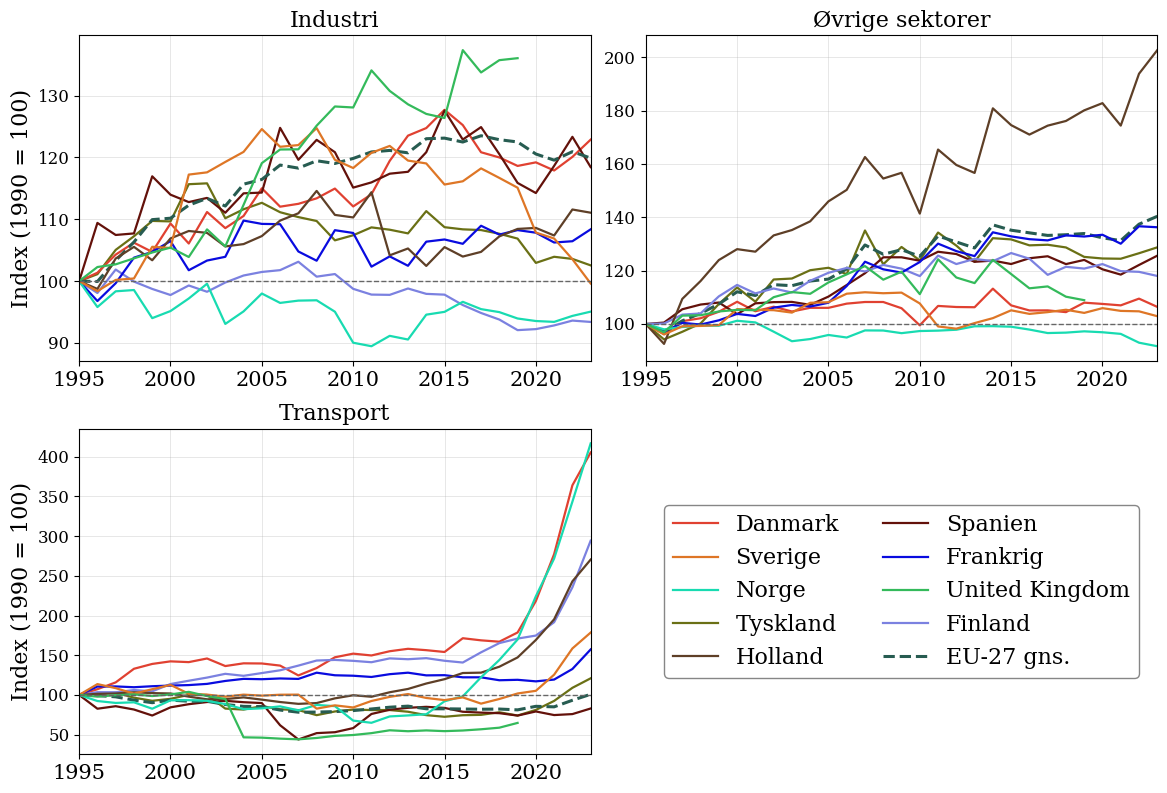 Industri
Index (1990 = 100)
130
120
110
100
90
1995 2000 2005 2010 2015 2020
Øvrige sektorer
200
180
160
140
120
100
1995 2000 2005 2010 2015 2020
Transport
Index (1990 = 100)
400
350
300
250
200
150
100
50
1995 2000 2005 2010 2015 2020
Danmark
Sverige
Norge
Tyskland
Holland
Spanien
Frankrig
United Kingdom
Finland
EU-27 gns.